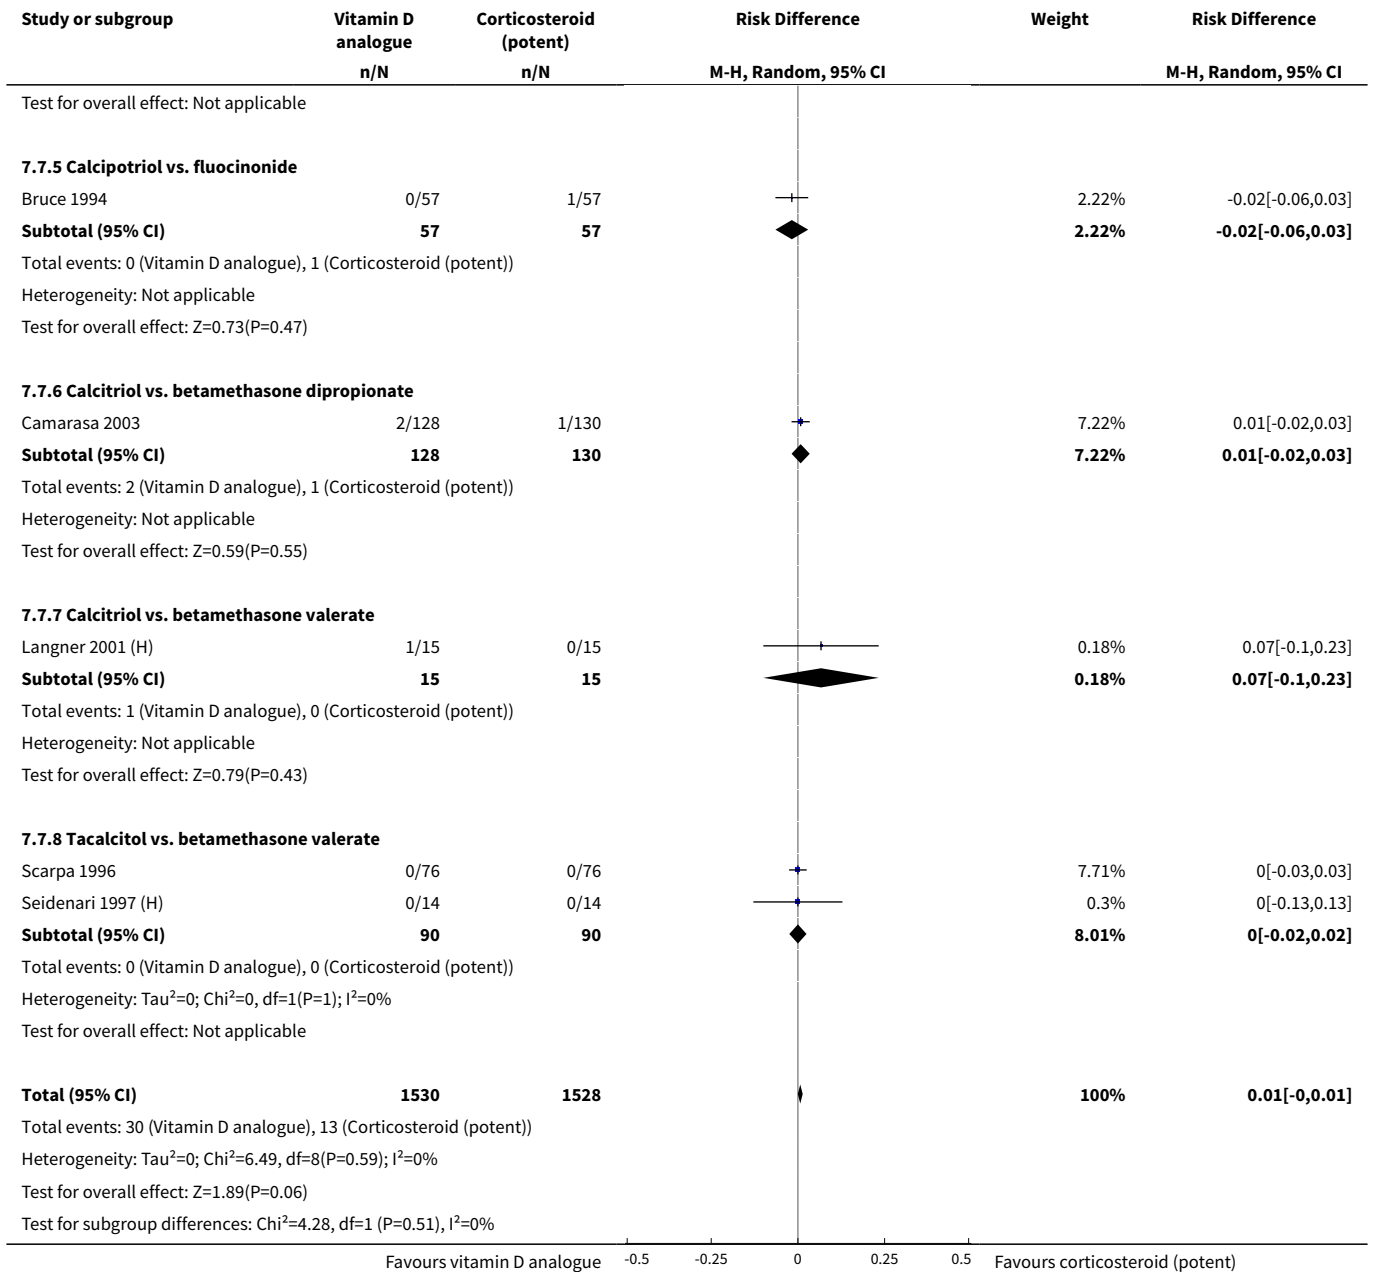 Study or subgroup Vitamin D analogue Corticosteroid (potent) Risk Difference Weight Risk Difference
n/N n/N M-H, Random, 95% CI M-H, Random, 95% CI
Test for overall effect: Not applicable
7.7.5 Calcipotriol vs. fluocinonide
Bruce 1994 0/57 1/57 2.22% -0.02[-0.06,0.03]
Subtotal (95% CI) 57 57 2.22% -0.02[-0.06,0.03]
Total events: 0 (Vitamin D analogue), 1 (Corticosteroid (potent))
Heterogeneity: Not applicable
Test for overall effect: Z=0.73(P=0.47)
7.7.6 Calcitriol vs. betamethasone dipropionate
Camarasa 2003 2/128 1/130 7.22% 0.01[-0.02,0.03]
Subtotal (95% CI) 128 130 7.22% 0.01[-0.02,0.03]
Total events: 2 (Vitamin D analogue), 1 (Corticosteroid (potent))
Heterogeneity: Not applicable
Test for overall effect: Z=0.59(P=0.55)
7.7.7 Calcitriol vs. betamethasone valerate
Langner 2001 (H) 1/15 0/15 0.18% 0.07[-0.1,0.23]
Subtotal (95% CI) 15 15 0.18% 0.07[-0.1,0.23]
Total events: 1 (Vitamin D analogue), 0 (Corticosteroid (potent))
Heterogeneity: Not applicable
Test for overall effect: Z=0.79(P=0.43)
7.7.8 Tacalcitol vs. betamethasone valerate
Scarpa 1996 0/76 0/76 7.71% 0[-0.03,0.03]
Seidenari 1997 (H) 0/14 0/14 0.3% 0[-0.13,0.13]
Subtotal (95% CI) 90 90 8.01% 0[-0.02,0.02]
Total events: 0 (Vitamin D analogue), 0 (Corticosteroid (potent))
Heterogeneity: Tau²=0; Chi²=0, df=1(P=1); I²=0%
Test for overall effect: Not applicable
Total (95% CI) 1530 1528 100% 0.01[-0,0.01]
Total events: 30 (Vitamin D analogue), 13 (Corticosteroid (potent))
Heterogeneity: Tau²=0; Chi²=6.49, df=8(P=0.59); I²=0%
Test for overall effect: Z=1.89(P=0.06)
Test for subgroup differences: Chi²=4.28, df=1 (P=0.51), I²=0%
Favours vitamin D analogue -0.5 -0.25 0 0.25 0.5 Favours corticosteroid (potent)